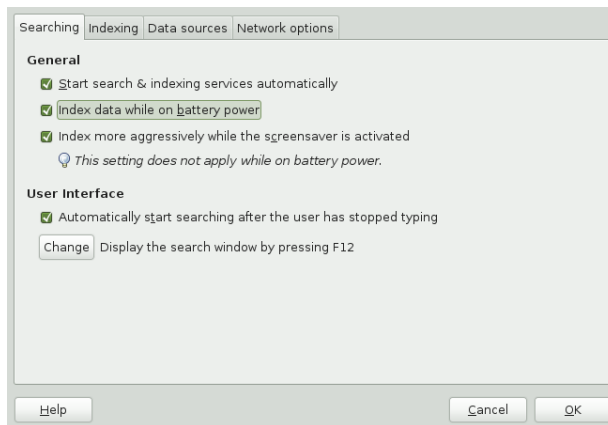 Searching Indexing Data sources Network options
General
Start search & indexing services automatically
Index data while on battery power
Index more aggressively while the screensaver is activated
This setting does not apply while on battery power.
User Interface
Automatically start searching after the user has stopped typing
Change Display the search window by pressing F12
Help Cancel OK